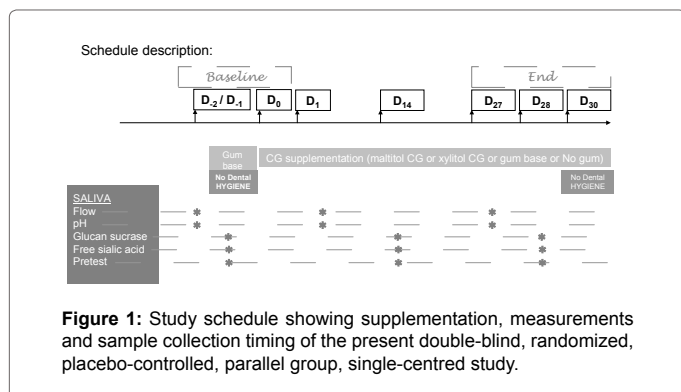 Schedule description:
Baseline
End
D-2 / D-1
D0
D1
D14
D27
D28
D30
Gum base
CG supplementation (maltitol CG or xylitol CG or gum base or No gum)
No Dental HYGIENE
No Dental HYGIENE
SALIVA
Flow
pH
Glucan sucrase
Free sialic acid
Pretest
Figure 1: Study schedule showing supplementation, measurements
and sample collection timing of the present double-blind, randomized,
placebo-controlled, parallel group, single-centred study.